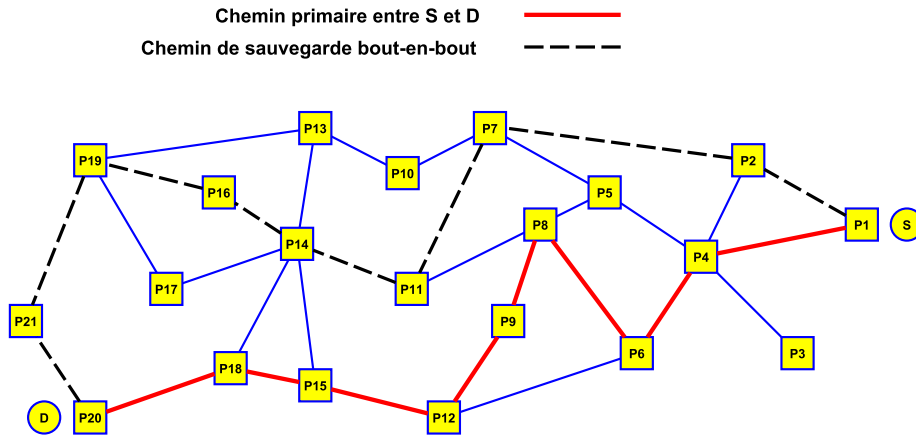 Chemin primaire entre S et D
Chemin de sauvegarde bout-en-bout
P13
P7
P19
P2
P10
P16
P5
P8
P1
S
P14
P4
P17
P11
P21
P9
P6
P3
P18
P15
D
P20
P12